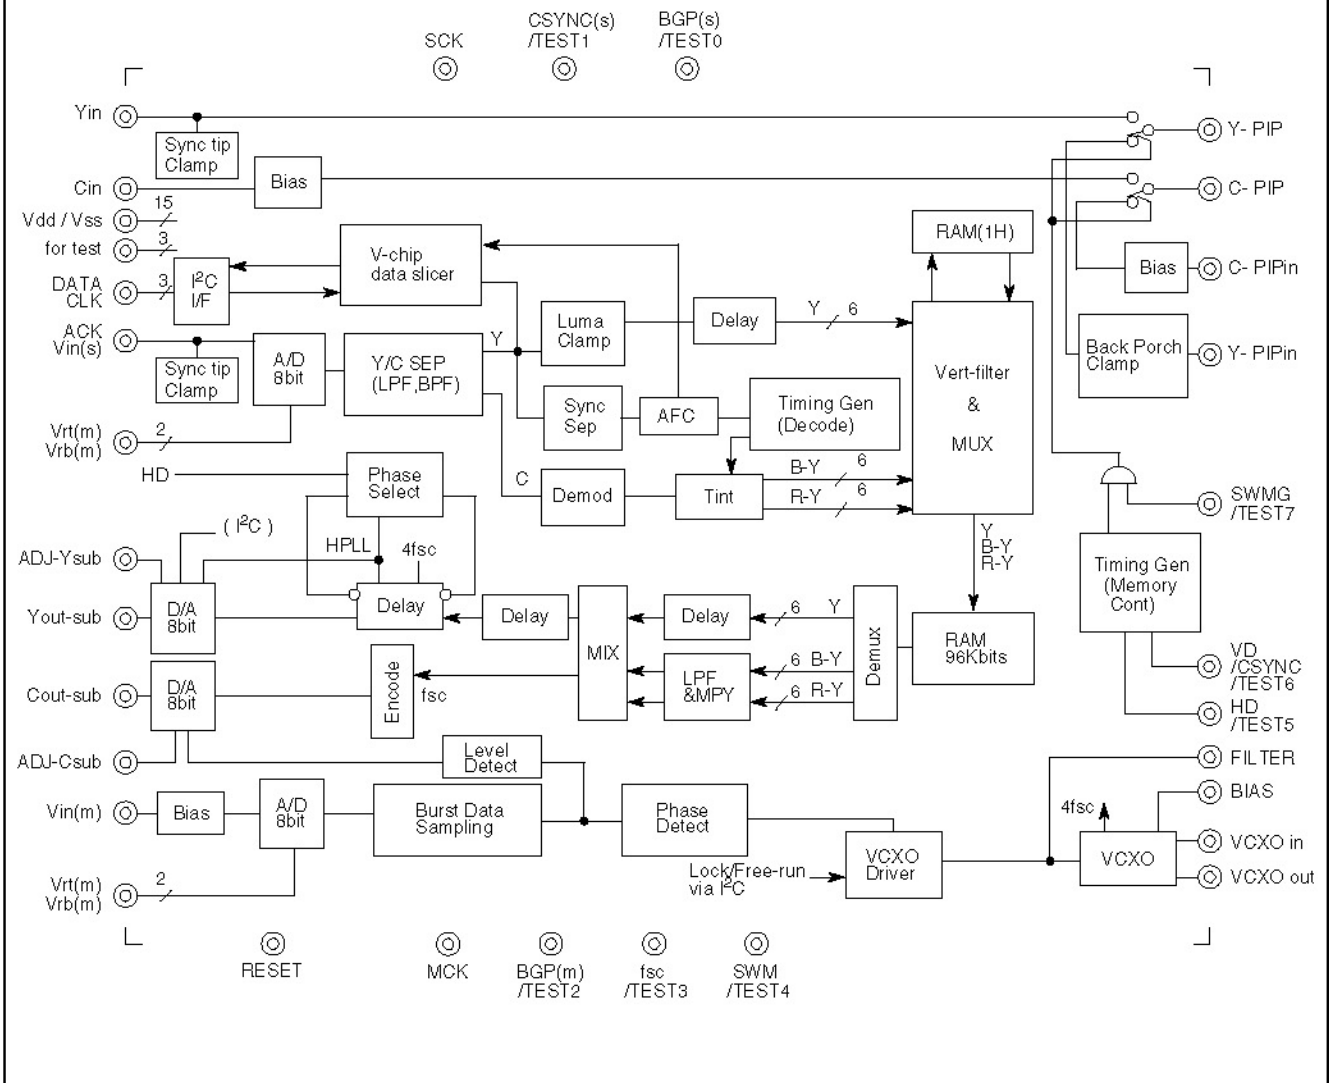 SCK
CSYNC(s)
/TEST1
BGP(s)
/TEST0
Yin
Sync tip
Clamp
Y- PIP
Cin
Bias
C- PIP
Vdd / Vss
15
for test
3
DATA
CLK
3
I²C
I/F
V-chip
data slicer
RAM(1H)
Bias
C- PIPin
ACK
Vin(s)
Sync tip
Clamp
A/D
8bit
Y/C SEP
(LPF,BPF)
Y
Luma
Clamp
Delay
Y
6
Vert-filter
&
MUX
Back Porch
Clamp
Y- PIPin
Vrt(m)
Vrb(m)
2
Sync
Sep
AFC
Timing Gen
(Decode)
HD
Phase
Select
C
Demod
Tint
B-Y
6
R-Y
6
SWMG
/TEST7
( I²C )
HPLL
4fsc
Y
B-Y
R-Y
Timing Gen
(Memory
Cont)
ADJ-Ysub
Yout-sub
D/A
8bit
Delay
Delay
MIX
Delay
6
Y
Demux
RAM
96Kbits
VD
/CSYNC
/TEST6
Cout-sub
D/A
8bit
Encode
fsc
LPF
&MPY
6
B-Y
6
R-Y
HD
/TEST5
ADJ-Csub
Level
Detect
FILTER
Vin(m)
Bias
A/D
8bit
Burst Data
Sampling
Phase
Detect
4fsc
BIAS
VCXO
Driver
VCXO
VCXO in
Lock/Free-run
via I²C
VCXO out
Vrt(m)
Vrb(m)
2
RESET
MCK
BGP(m)
/TEST2
fsc
/TEST3
SWM
/TEST4